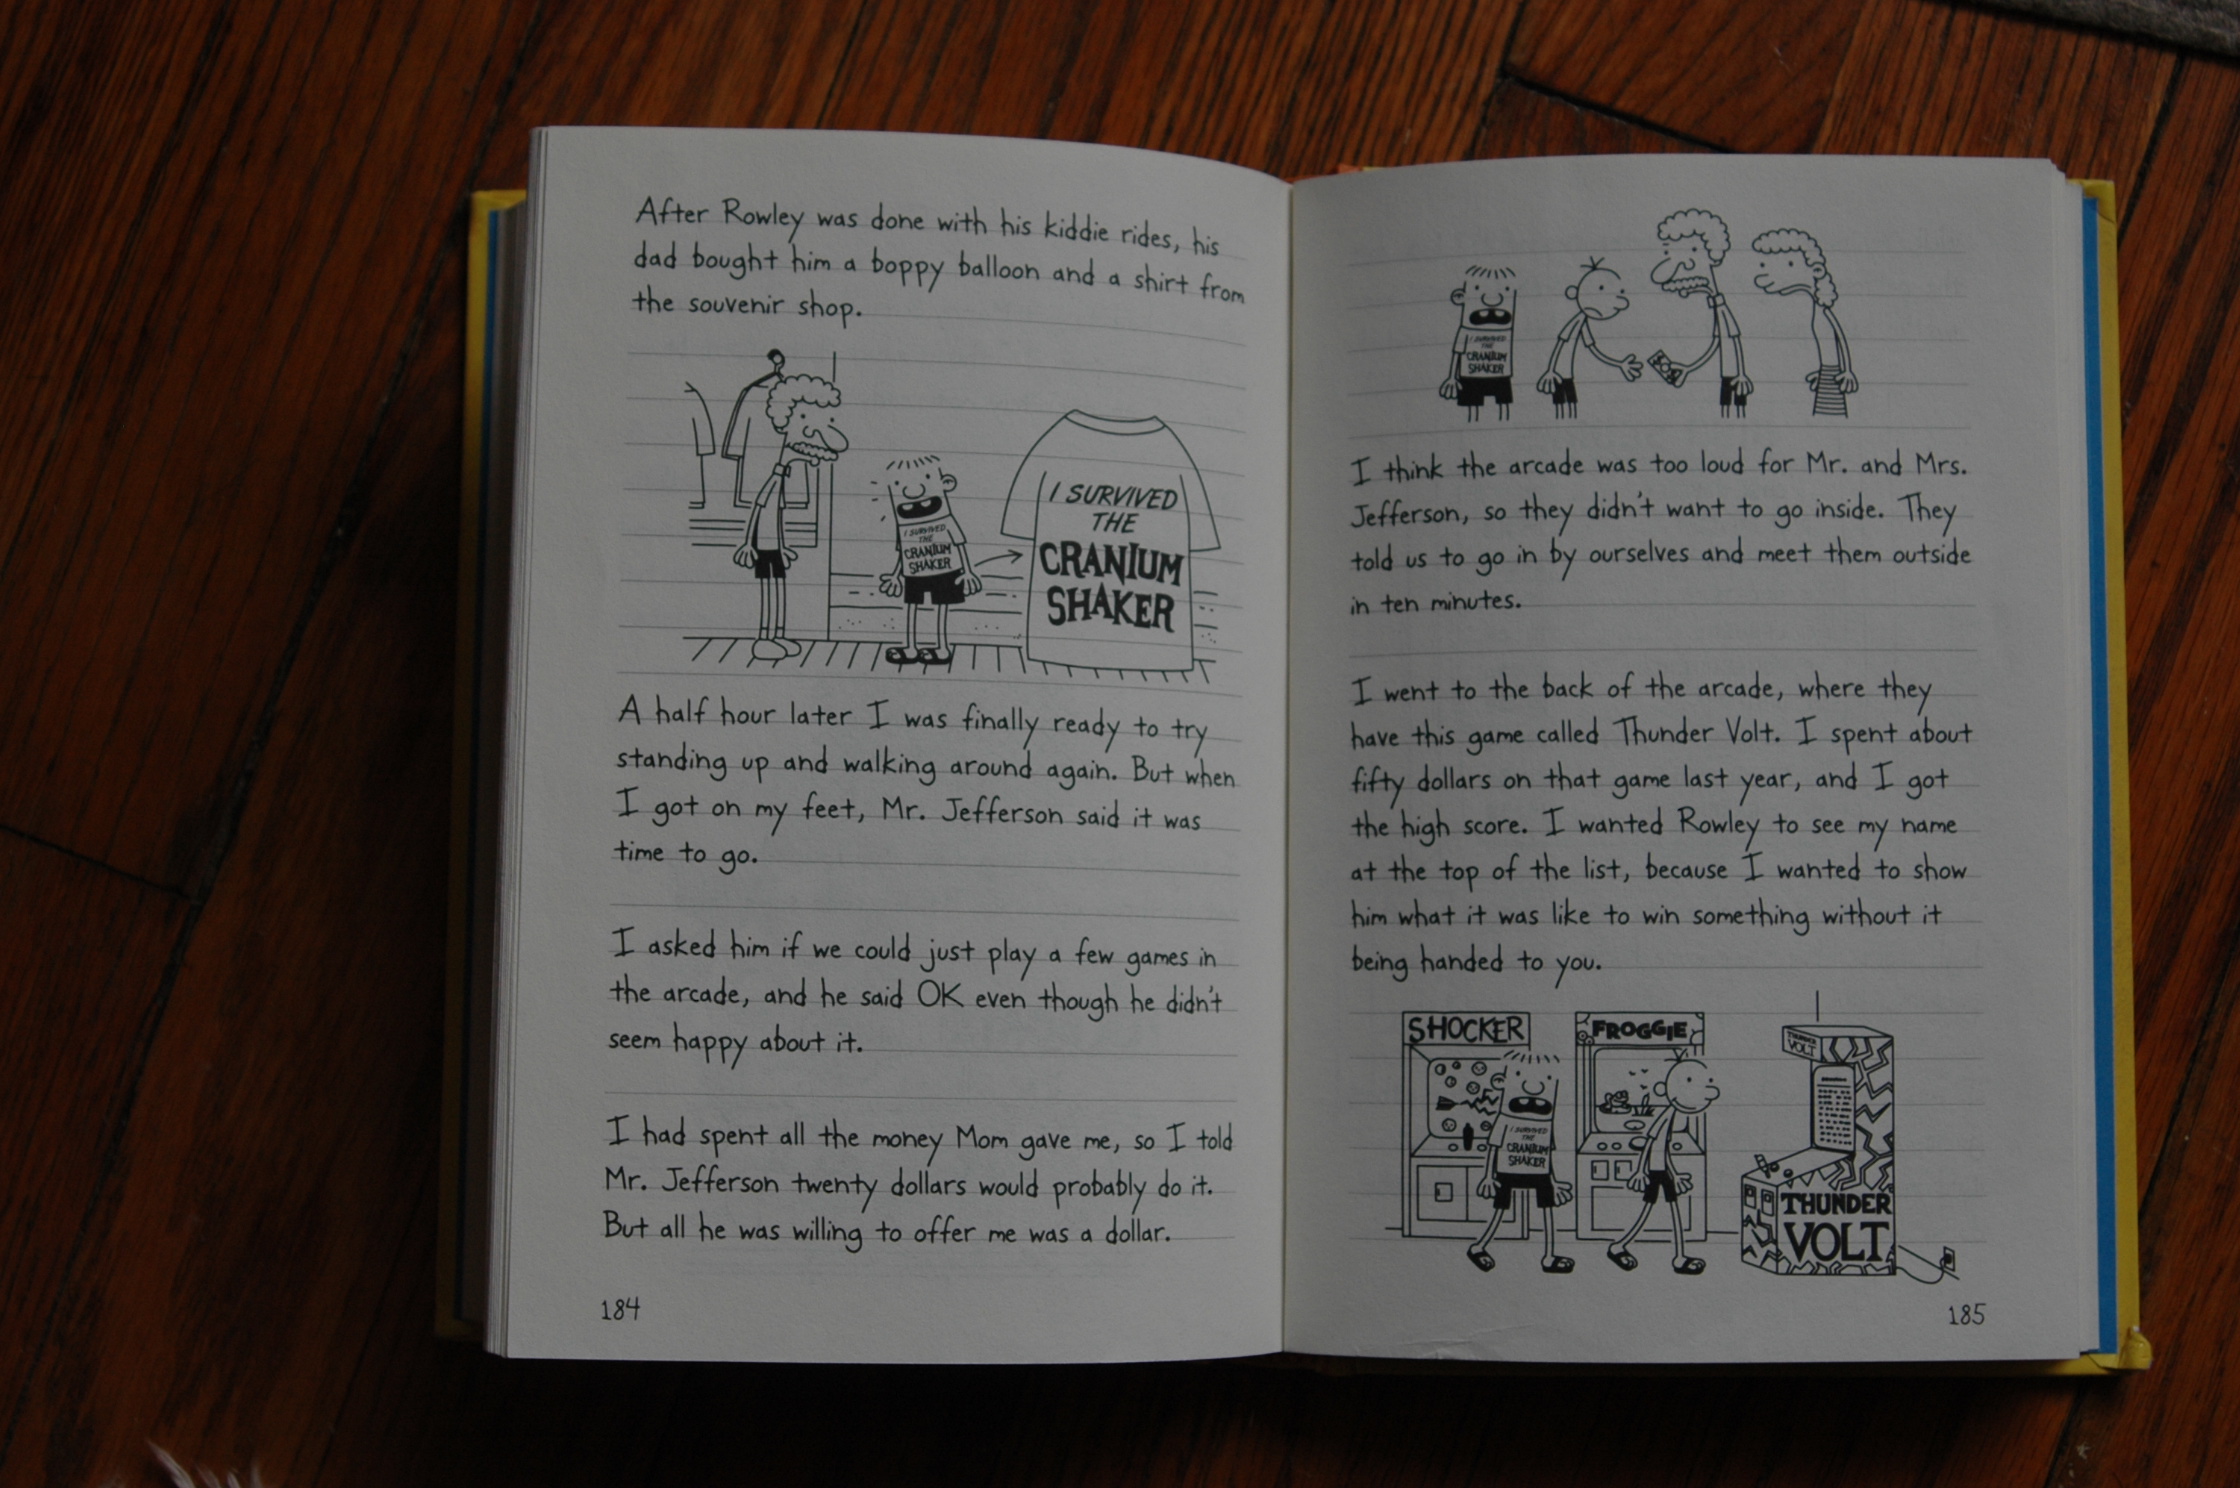 After Rowley was done with his kiddie rides, his
dad bought him a boppy balloon and a shirt from
the souvenir shop.
I SURVIVED
THE
CRANIUM
SHAKER
I SURVIVED
THE
CRANIUM
SHAKER
A half hour later I was finally ready to try
standing up and walking around again. But when
I got on my feet, Mr. Jefferson said it was
time to go.
I asked him if we could just play a few games in
the arcade, and he said OK even though he didn't
seem happy about it.
I had spent all the money Mom gave me, so I told
Mr. Jefferson twenty dollars would probably do it.
But all he was willing to offer me was a dollar.
184
I SURVIVED
THE
CRANIUM
SHAKER
I think the arcade was too loud for Mr. and Mrs.
Jefferson, so they didn't want to go inside. They
told us to go in by ourselves and meet them outside
in ten minutes.
I went to the back of the arcade, where they
have this game called Thunder Volt. I spent about
fifty dollars on that game last year, and I got
the high score. I wanted Rowley to see my name
at the top of the list, because I wanted to show
him what it was like to win something without it
being handed to you.
SHOCKER
FROGGIE
THUNDER
VOLT
I SURVIVED
THE
CRANIUM
SHAKER
THUNDER
VOLT
185